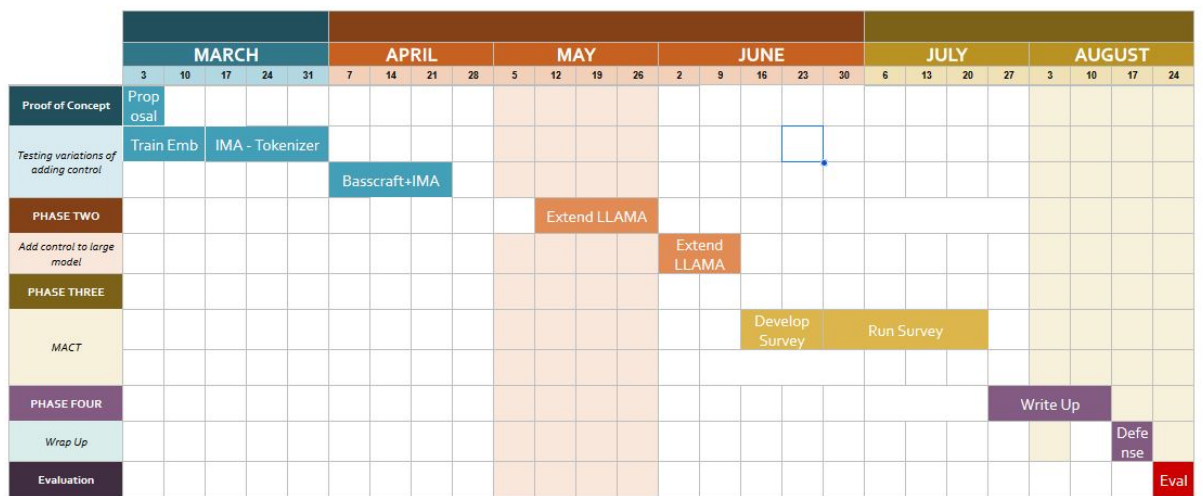 MARCH APRIL MAY JUNE JULY AUGUST
3 10 17 24 31 7 14 21 28 5 12 19 26 2 9 16 23 30 6 13 20 27 3 10 17 24
Proof of Concept
Prop
osal
Testing variations of
adding control
Train Emb IMA - Tokenizer
Basscraft+IMA
PHASE TWO
Extend LLAMA
Add control to large
model
Extend
LLAMA
PHASE THREE
MACT
Develop
Survey
Run Survey
PHASE FOUR
Write Up
Wrap Up
Defe
nse
Evaluation
Eval